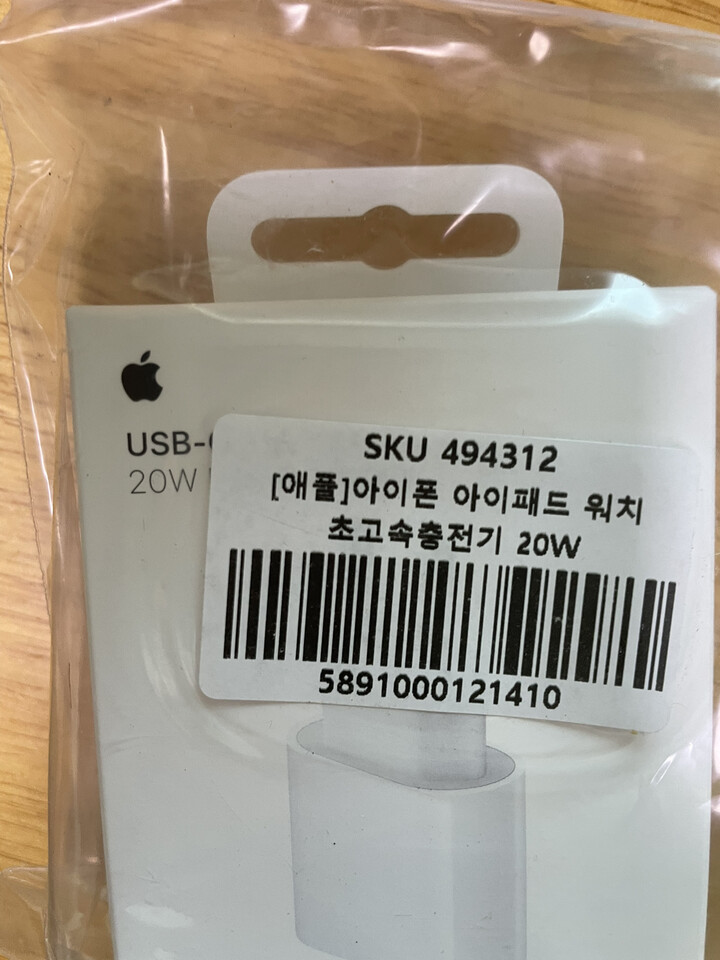 USB-
20W
SKU 494312
[애플]아이폰 아이패드 워치
초고속충전기 20W
5891000121410